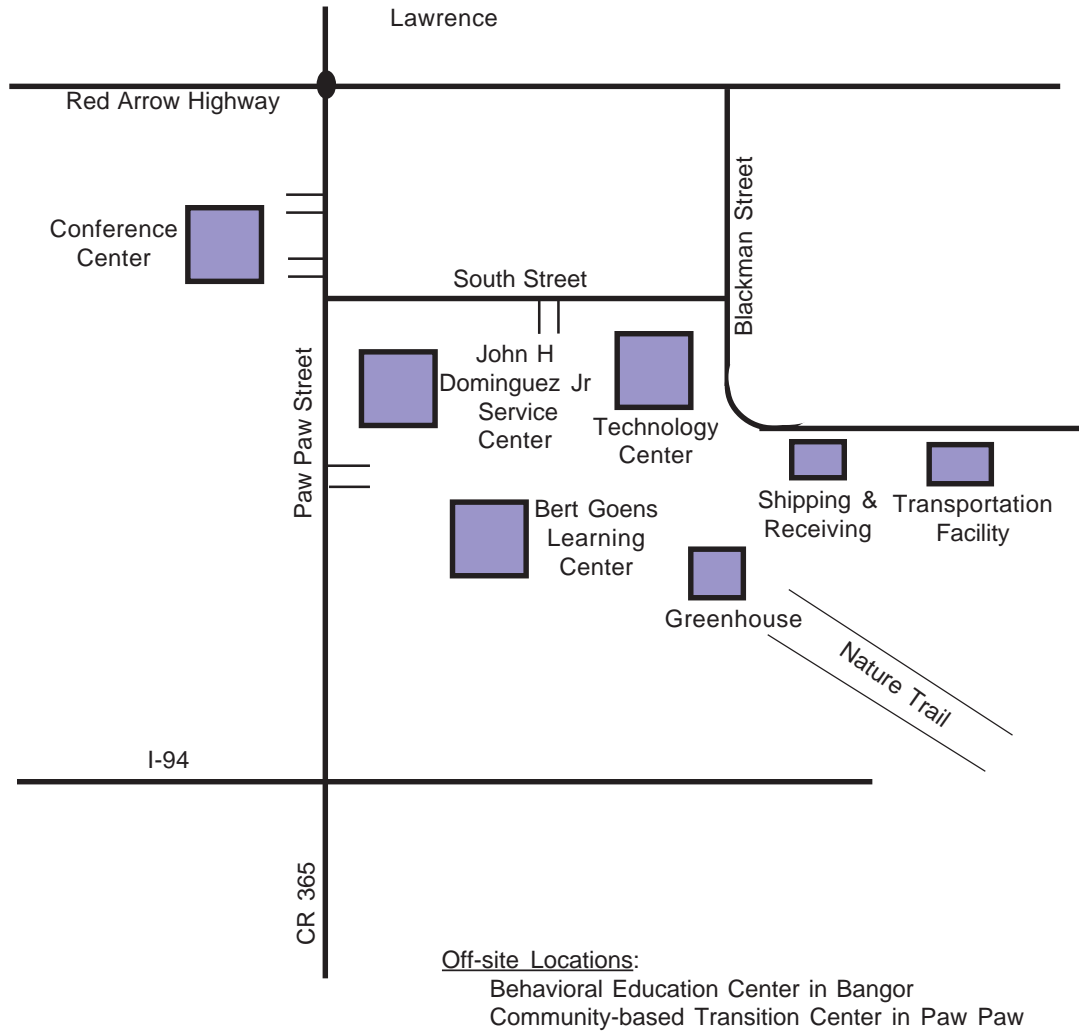 Lawrence
Red Arrow Highway
Conference
Center
Blackman Street
South Street
Paw Paw Street
John H
Dominguez Jr
Service
Center
Technology
Center
Shipping &
Receiving
Transportation
Facility
Bert Goens
Learning
Center
Greenhouse
Nature Trail
I-94
CR 365
Off-site Locations:
Behavioral Education Center in Bangor
Community-based Transition Center in Paw Paw